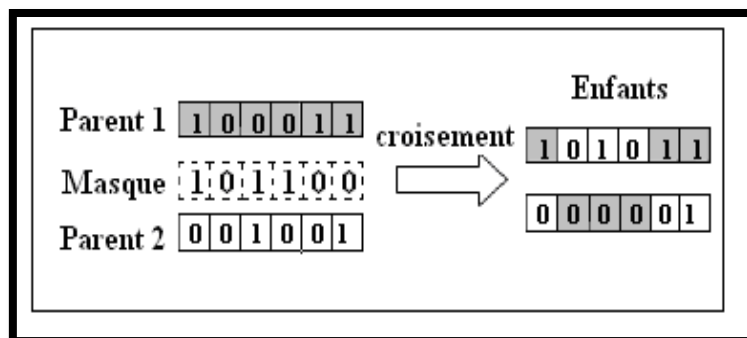 Parent 1 1 0 0 0 1 1
Masque 1 0 1 1 0 0
Parent 2 0 0 1 0 0 1
croisement
Enfants
1 0 1 0 1 1
0 0 0 0 0 1